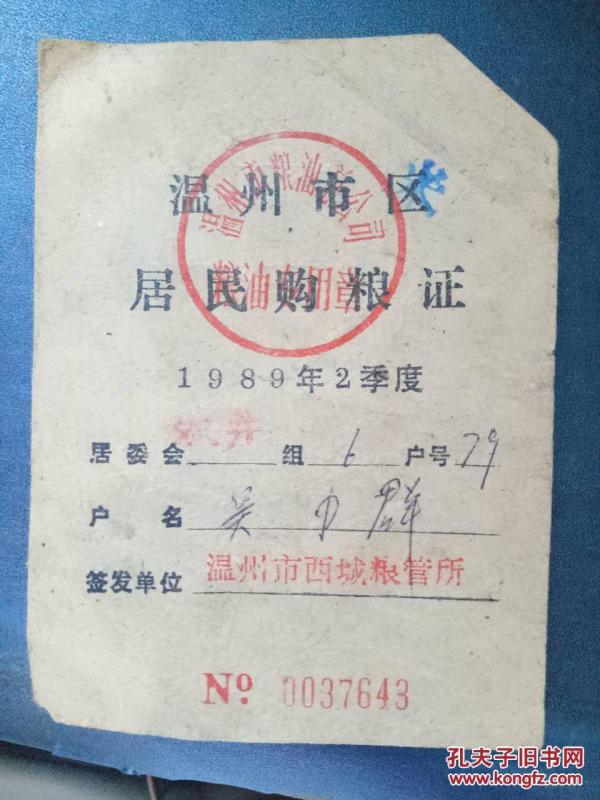 温州市区
居民购粮证
1989年2季度
居委会 组 6 户号 79
户名 吴
签发单位 温州市西城粮管所
No 0037643
孔夫子旧书网
www.kongfz.com